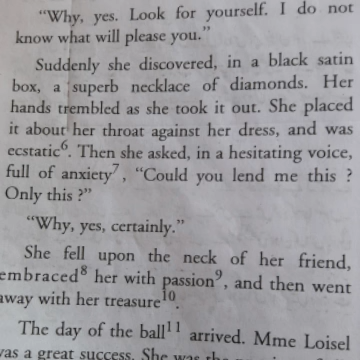 "Why, yes. Look for yourself. I do not
know what will please you."
Suddenly she discovered, in a black satin
box, a superb necklace of diamonds. Her
hands trembled as she took it out. She placed
it about her throat against her dress, and was
ecstatic⁶. Then she asked, in a hesitating voice,
full of anxiety⁷, "Could you lend me this ?
Only this ?"
"Why, yes, certainly."
She fell upon the neck of her friend,
embraced⁸ her with passion⁹, and then went
away with her treasure¹⁰.
The day of the ball¹¹ arrived. Mme Loisel
was a great success. She was the